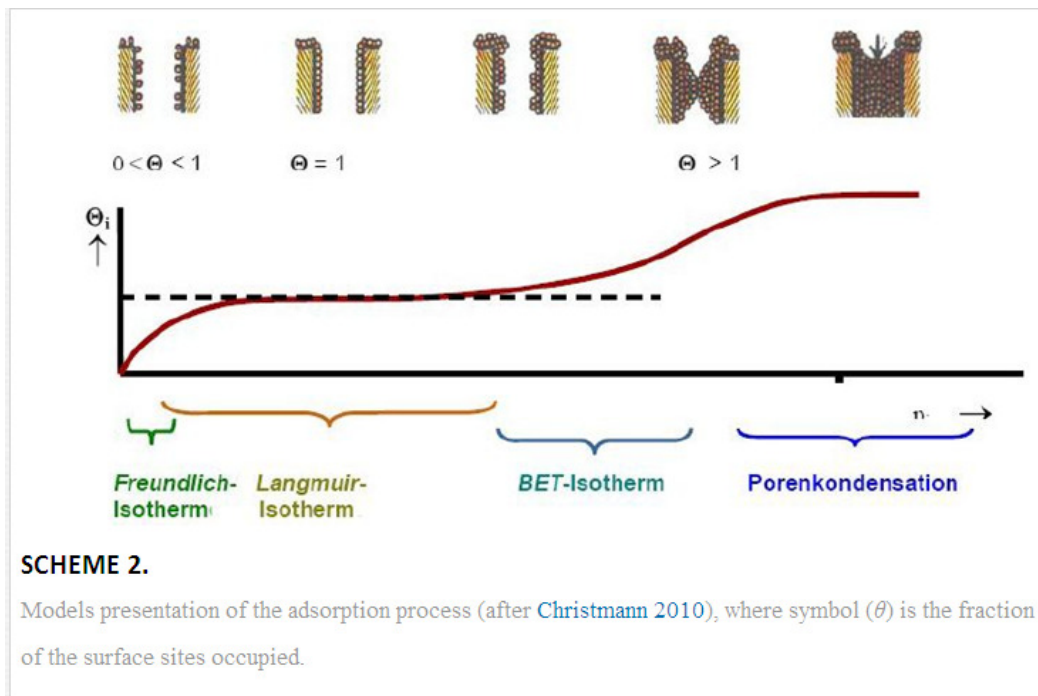 0 < Θ < 1
Θ = 1
Θ > 1
Θi
n. →
Freundlich- Langmuir- BET-Isotherm Porenkondensation
Isotherm Isotherm
SCHEME 2.
Models presentation of the adsorption process (after Christmann 2010), where symbol (θ) is the fraction
of the surface sites occupied.